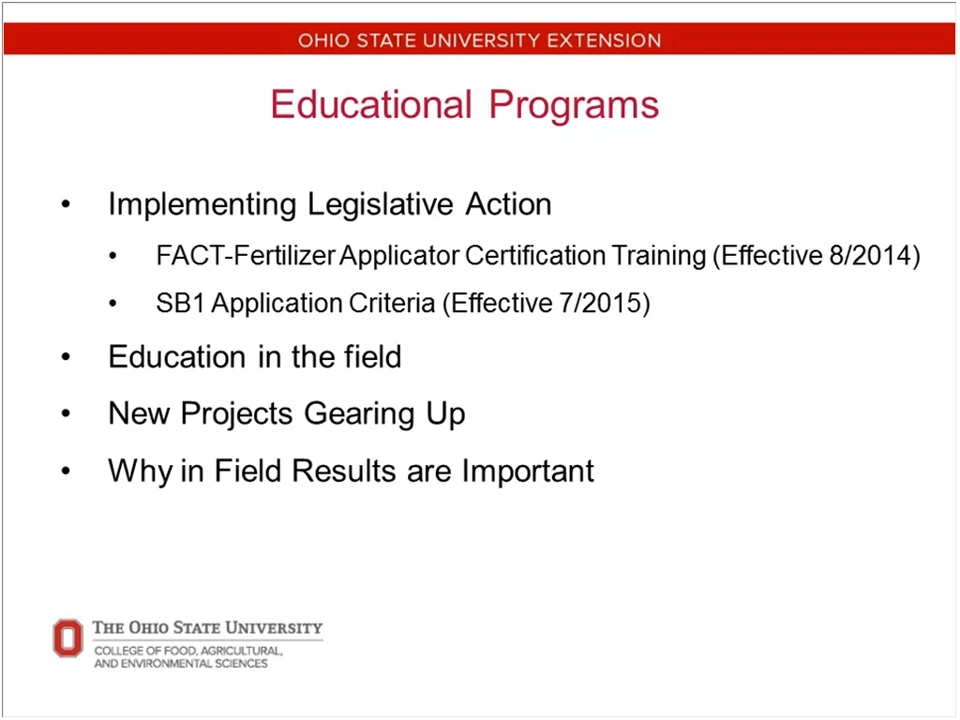 OHIO STATE UNIVERSITY EXTENSION
Educational Programs
• Implementing Legislative Action
• FACT-Fertilizer Applicator Certification Training (Effective 8/2014)
• SB1 Application Criteria (Effective 7/2015)
• Education in the field
• New Projects Gearing Up
• Why in Field Results are Important
THE OHIO STATE UNIVERSITY
COLLEGE OF FOOD, AGRICULTURAL,
AND ENVIRONMENTAL SCIENCES